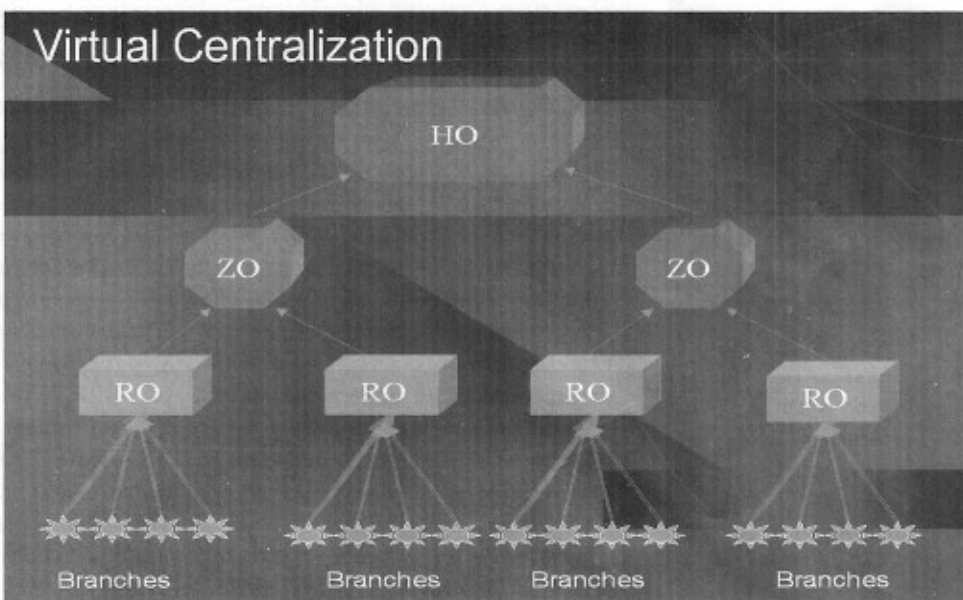 Virtual Centralization
HO
ZO ZO
RO RO RO RO
Branches Branches Branches Branches